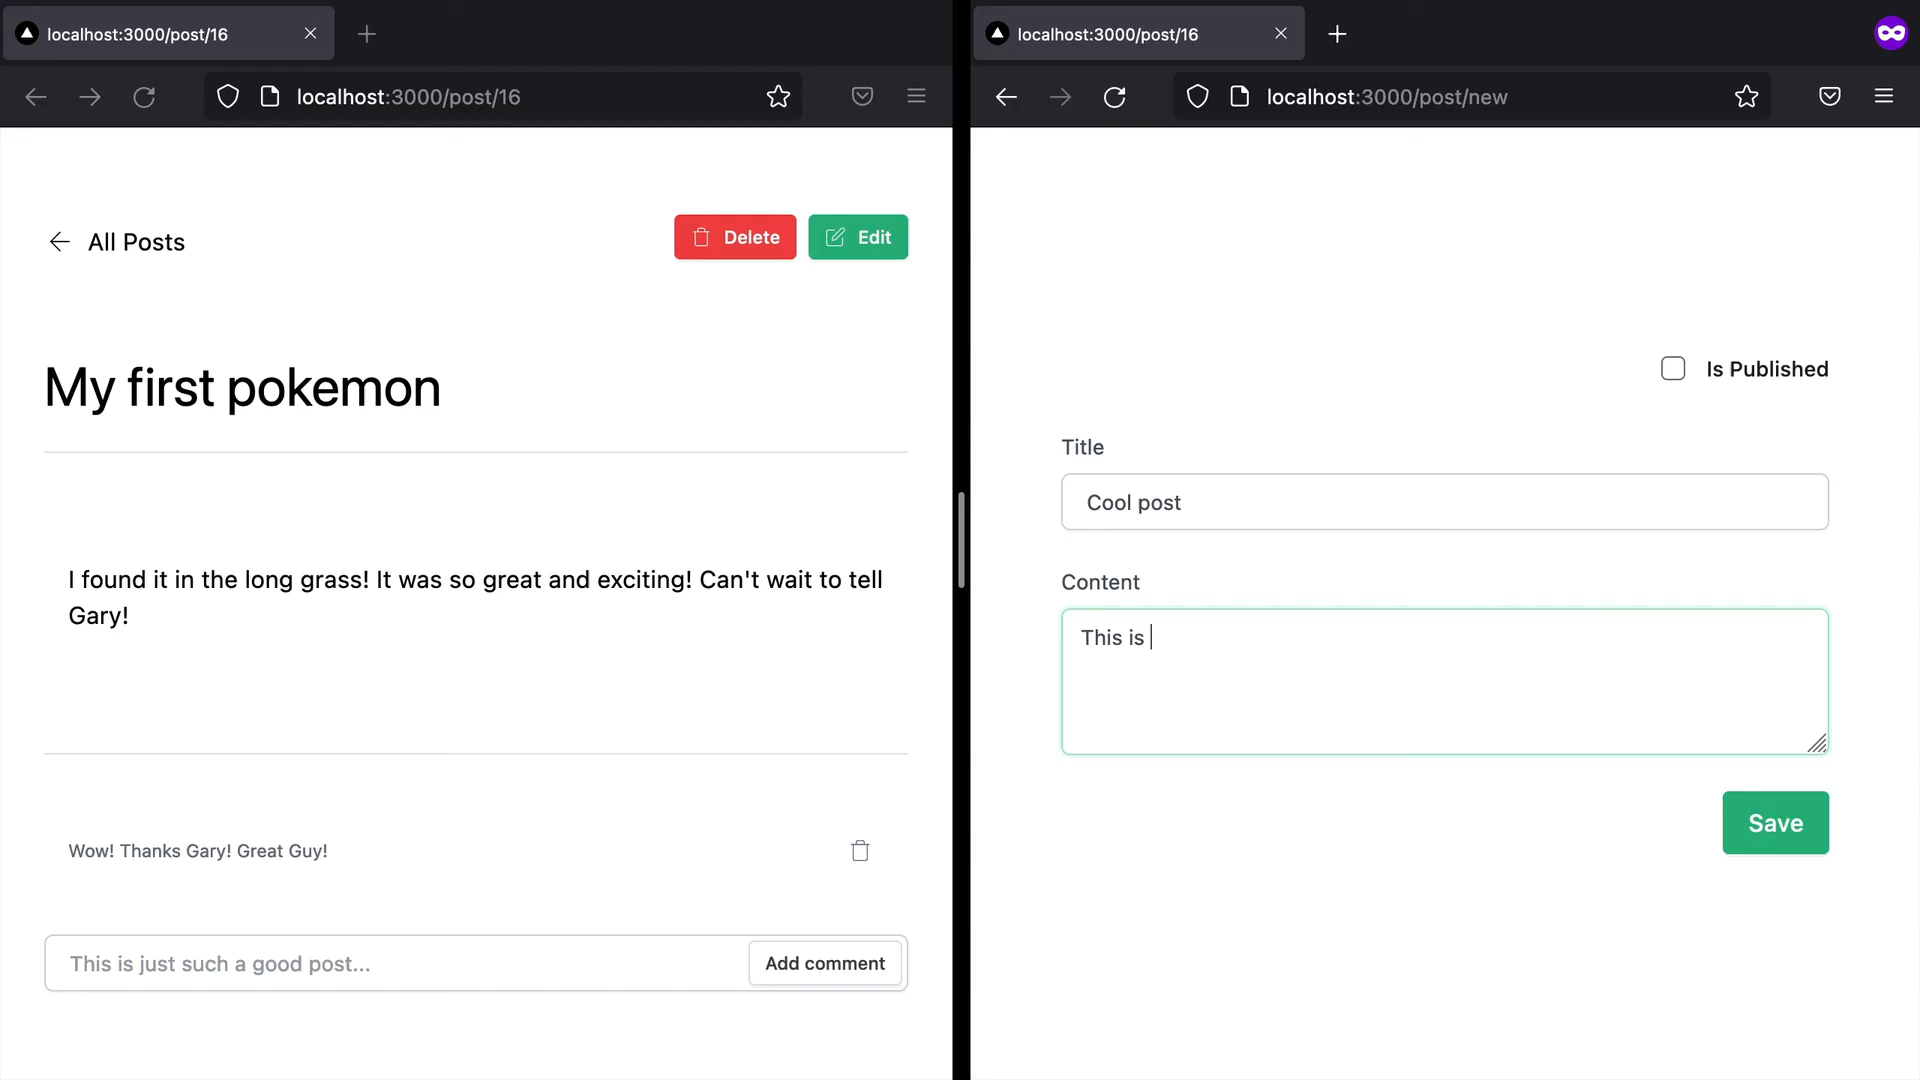 localhost:3000/post/16
localhost:3000/post/16
All Posts
Delete
Edit
My first pokemon
I found it in the long grass! It was so great and exciting! Can't wait to tell
Gary!
Wow! Thanks Gary! Great Guy!
This is just such a good post...
Add comment
localhost:3000/post/16
localhost:3000/post/new
Is Published
Title
Cool post
Content
This is
Save